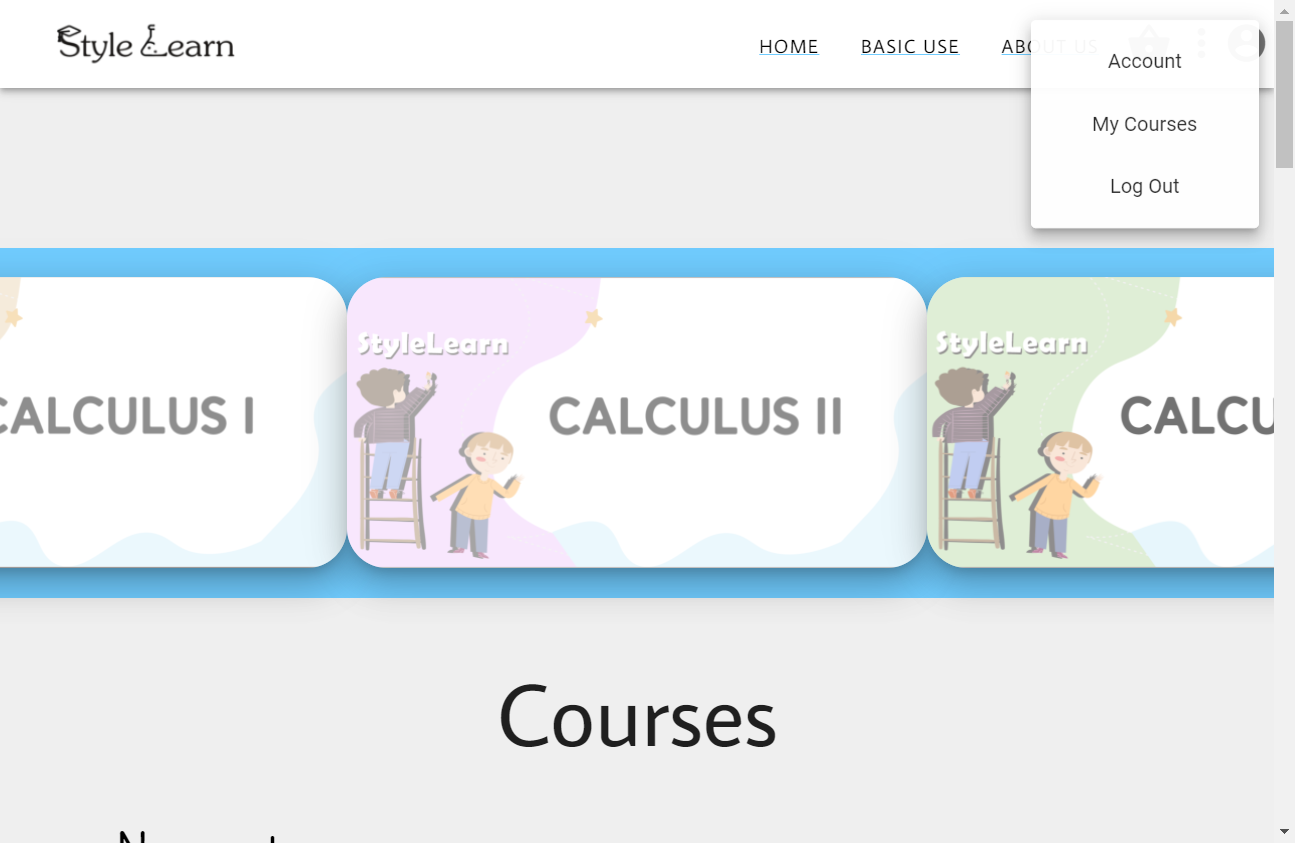 Style Learn
HOME BASIC USE ABOUT US
Account
My Courses
Log Out
CALCULUS I
StyleLearn
CALCULUS II
StyleLearn
CALCU
Courses